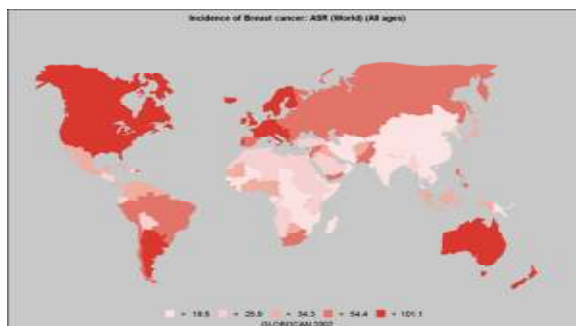 Incidence of Breast cancer: ASR (World) (All ages)
< 19.5 < 25.9 < 34.3 < 54.4 < 101.1
GLOBOCAN 2002